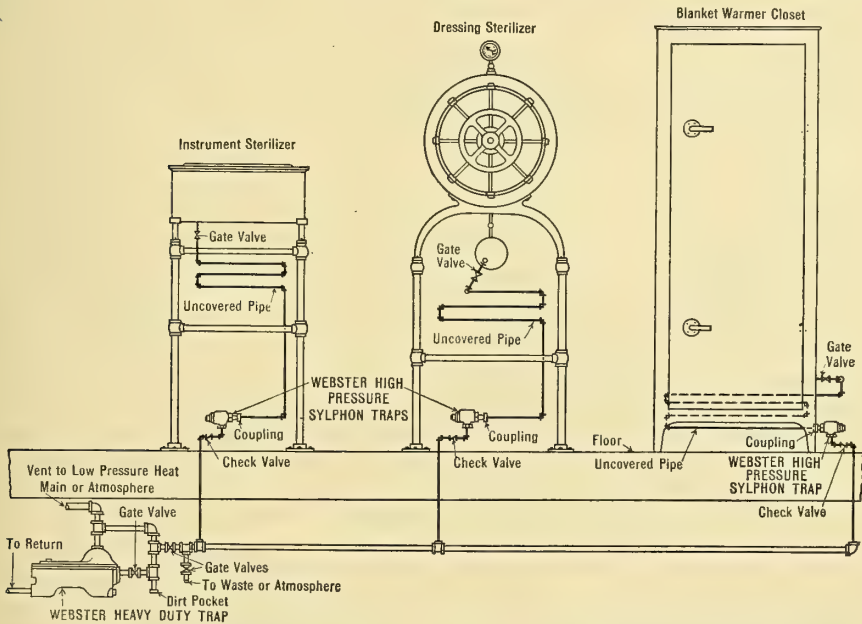 Blanket Warmer Closet
Dressing Sterilizer
Instrument Sterilizer
Gate Valve
Gate
Valve
Uncovered Pipe
Uncovered Pipe
Gate
Valve
WEBSTER HIGH
PRESSURE
SYLPHON TRAPS
Coupling
Coupling
Check Valve
Check Valve
Floor
Uncovered Pipe
Coupling
WEBSTER HIGH
PRESSURE
SYLPHON TRAP
Check Valve
Vent to Low Pressure Heat
Main or Atmosphere
Gate Valve
To Return
Gate Valves
To Waste or Atmosphere
Dirt Pocket
WEBSTER HEAVY DUTY TRAP